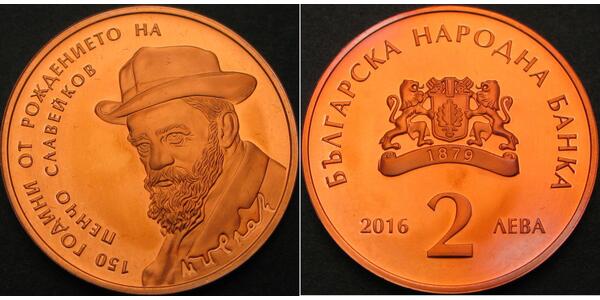 150 ГОДИНИ ОТ РОЖДЕНИЕТО НА
ПЕНЧО СЛАВЕЙКОВ
БЪЛГАРСКА НАРОДНА БАНКА
1879
2016 2 ЛЕВА